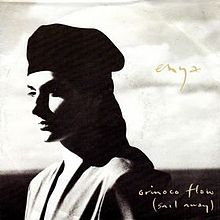 enya
orinoco flow
(sail away)